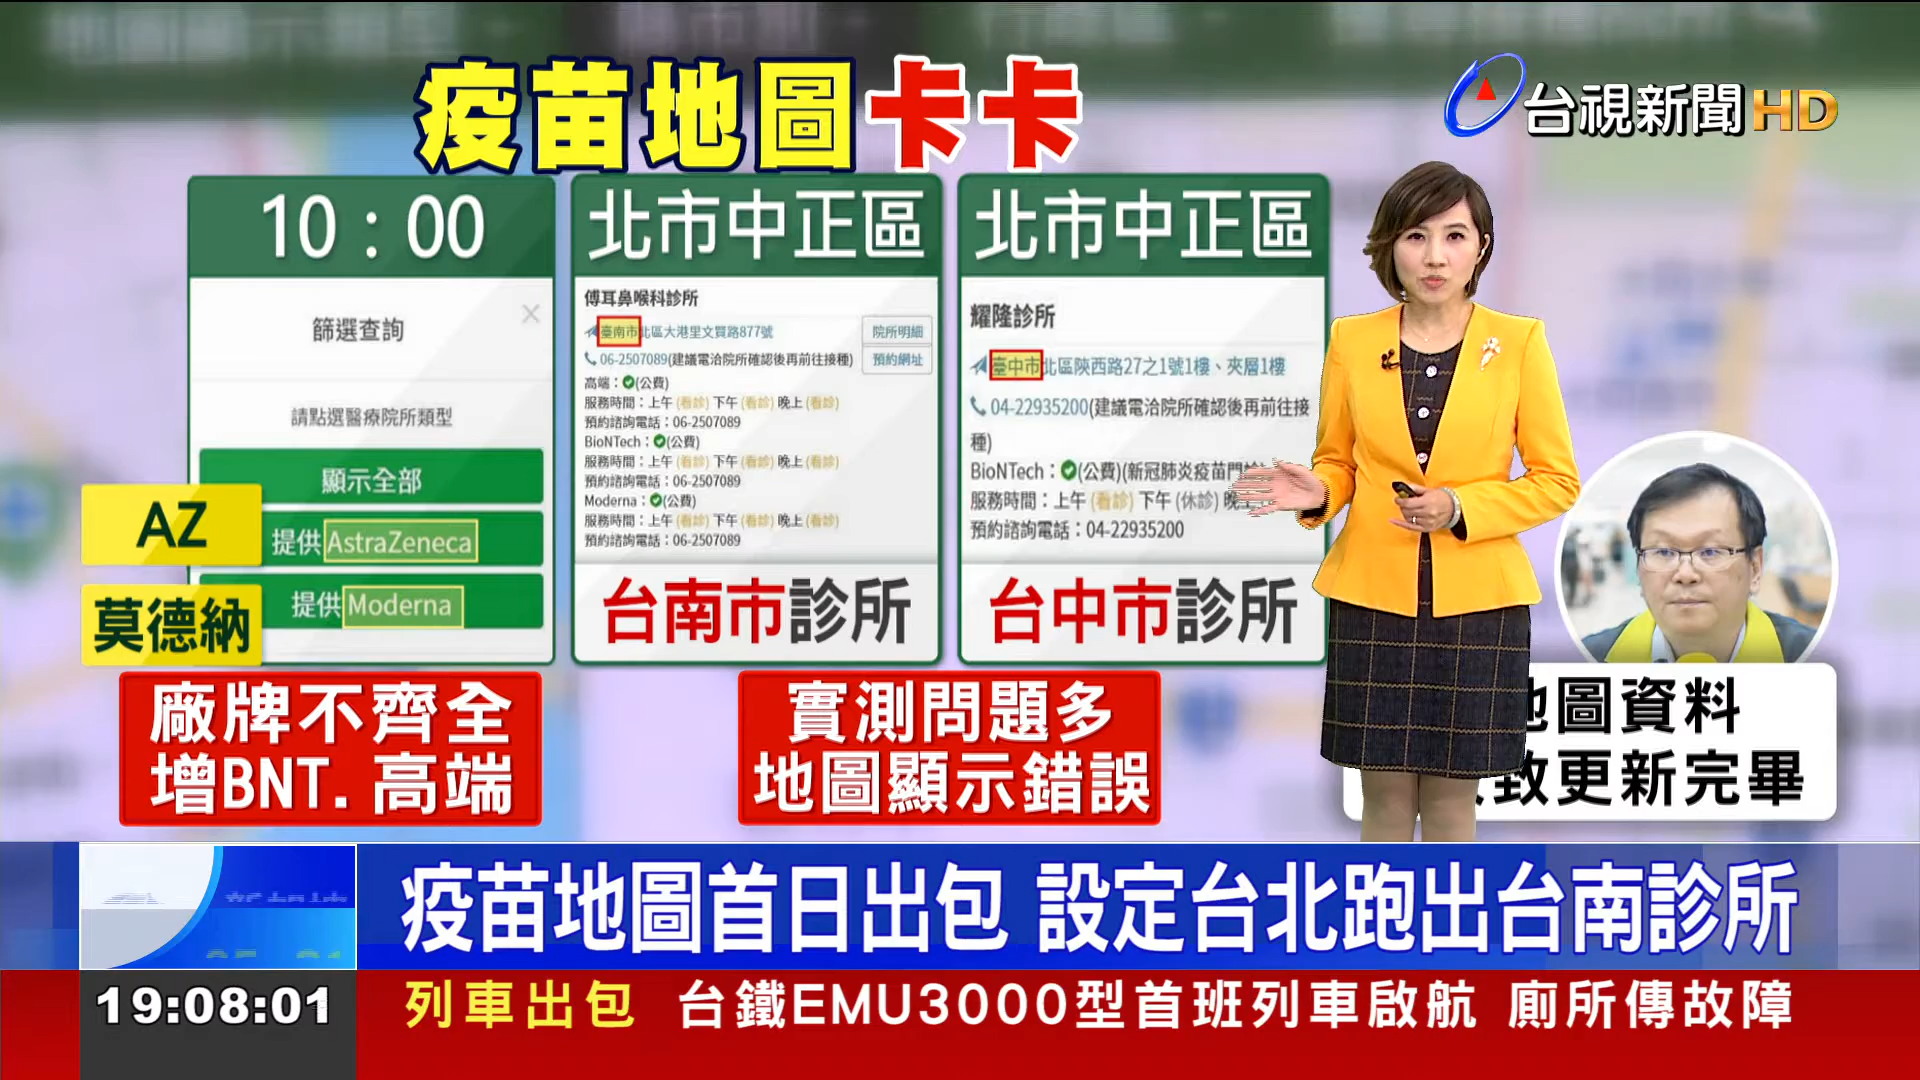 疫苗地圖卡卡
台視新聞HD
10：00
篩選查詢
請點選醫療院所類型
顯示全部
提供AstraZeneca
提供Moderna
AZ
莫德納
廠牌不齊全
增BNT.高端
北市中正區
傅耳鼻喉科診所
臺南市北區大港里文賢路877號
院所明細
06-2507089(建議電洽院所確認後再前往接種)
預約網址
高端：(公費)
服務時間：上午 (看診) 下午 (看診) 晚上 (看診)
預約諮詢電話：06-2507089
BioNTech：(公費)
服務時間：上午 (看診) 下午 (看診) 晚上 (看診)
預約諮詢電話：06-2507089
Moderna：(公費)
服務時間：上午 (看診) 下午 (看診) 晚上 (看診)
預約諮詢電話：06-2507089
台南市診所
北市中正區
耀隆診所
臺中市北區陝西路27之1號1樓、夾層1樓
04-22935200(建議電洽院所確認後再前往接
種)
BioNTech：(公費)(新冠肺炎疫苗門診
服務時間：上午 (看診) 下午 (休診) 晚
預約諮詢電話：04-22935200
台中市診所
實測問題多
地圖顯示錯誤
地圖資料
致更新完畢
疫苗地圖首日出包 設定台北跑出台南診所
19:08:01
列車出包 台鐵EMU3000型首班列車啟航 廁所傳故障